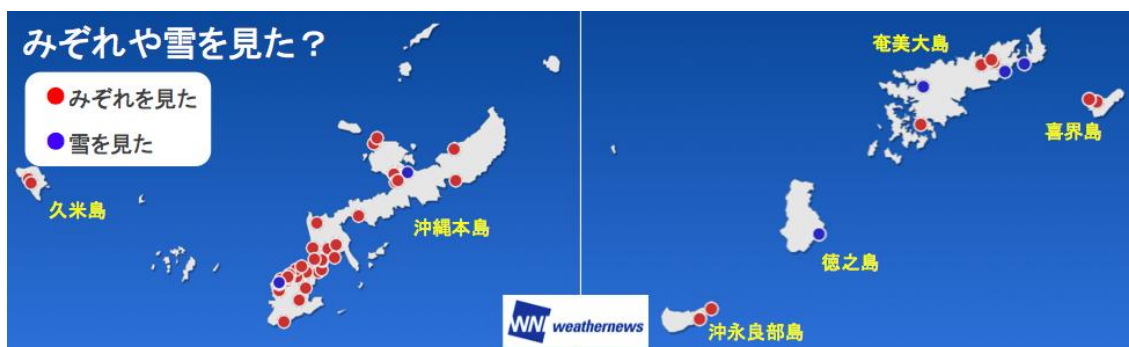 みぞれや雪を見た？
みぞれを見た
雪を見た
久米島
沖縄本島
奄美大島
喜界島
徳之島
沖永良部島
WNI weathernews